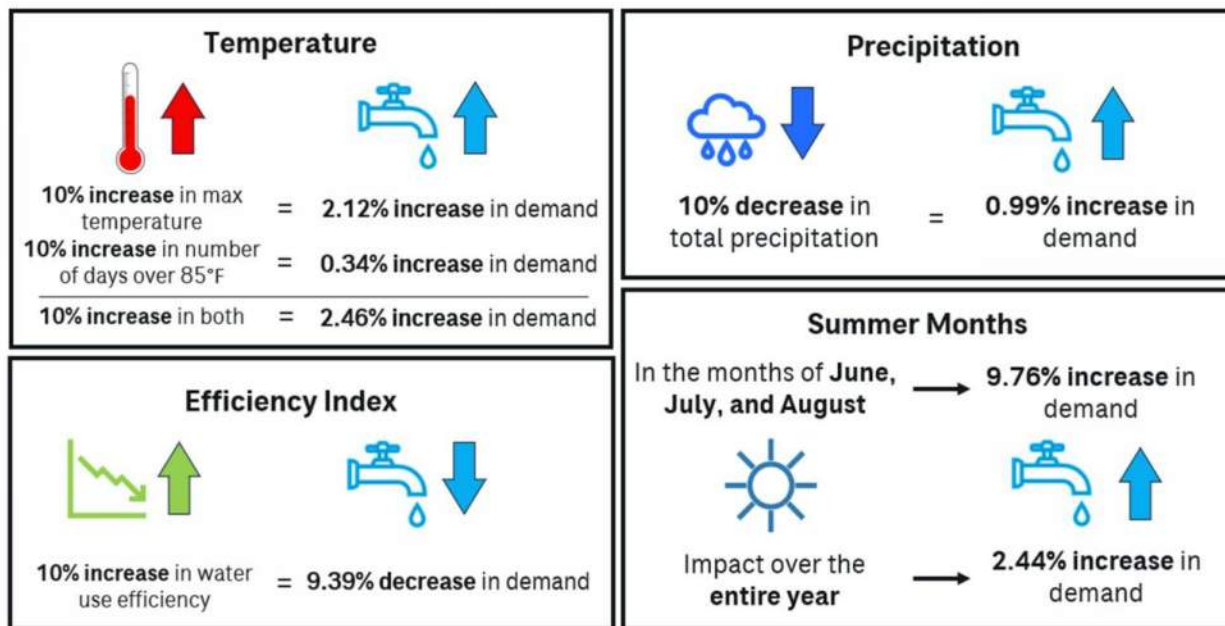 Temperature
10% increase in max
temperature
= 2.12% increase in demand
10% increase in number
of days over 85°F
= 0.34% increase in demand
10% increase in both = 2.46% increase in demand
Precipitation
10% decrease in
total precipitation
=
0.99% increase in
demand
Efficiency Index
10% increase in water
use efficiency
= 9.39% decrease in demand
Summer Months
In the months of June,
July, and August
9.76% increase in
demand
Impact over the
entire year
2.44% increase in
demand